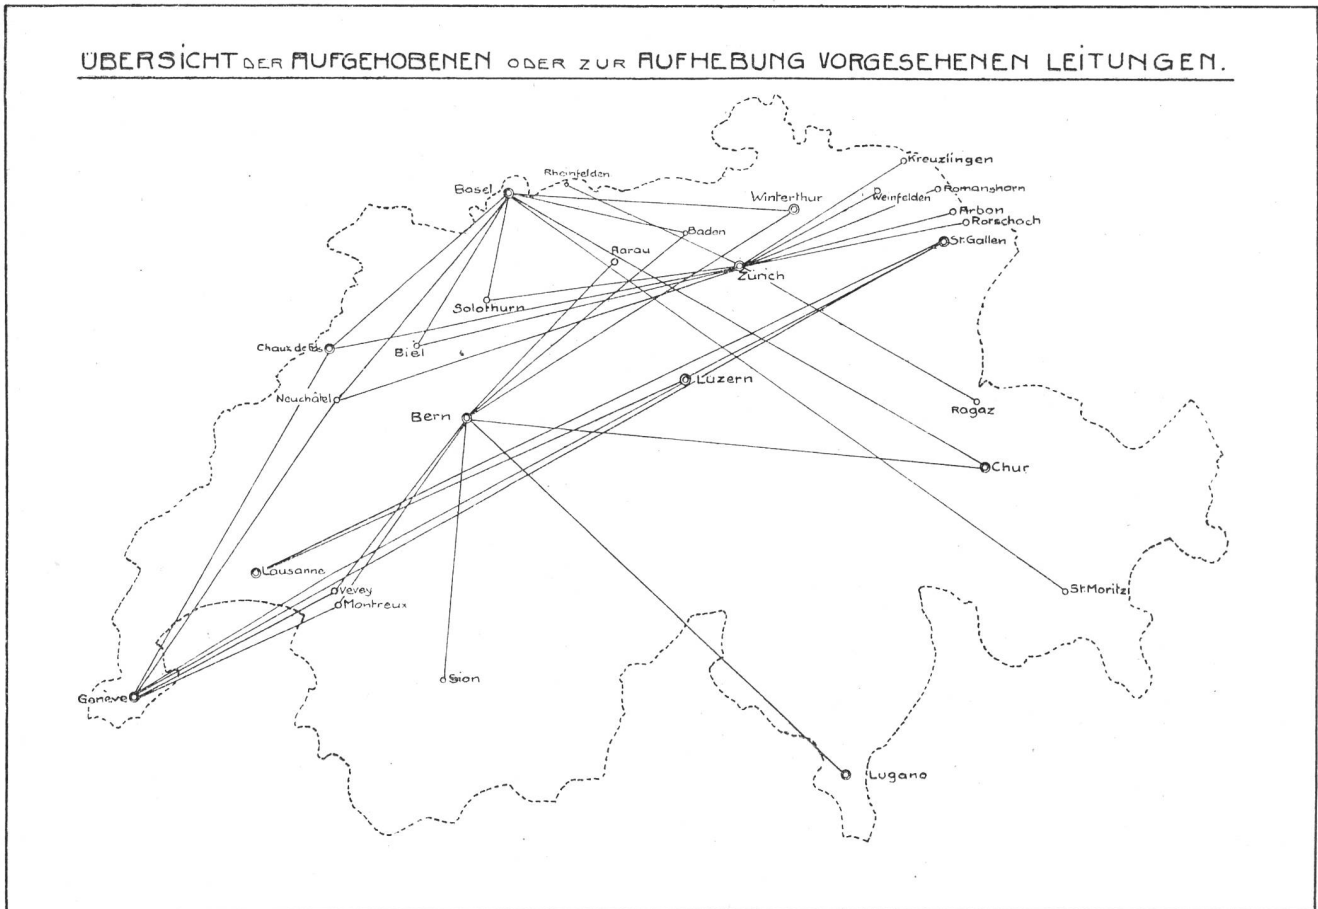 ÜBERSICHT DER AUFGEHOBENEN ODER ZUR AUFHEBUNG VORGESEHENEN LEITUNGEN.
Kreuzlingen
Rheinfelden
Basel
Winterthur
Weinfelden
Romanshorn
Arbon
Rorschach
Baden
St.Gallen
Aarau
Zürich
Solothurn
Chaux de Fds
Biel
Luzern
Neuchâtel
Ragaz
Bern
Chur
Lausanne
Vevey
St.Moritz
Montreux
Sion
Genève
Lugano